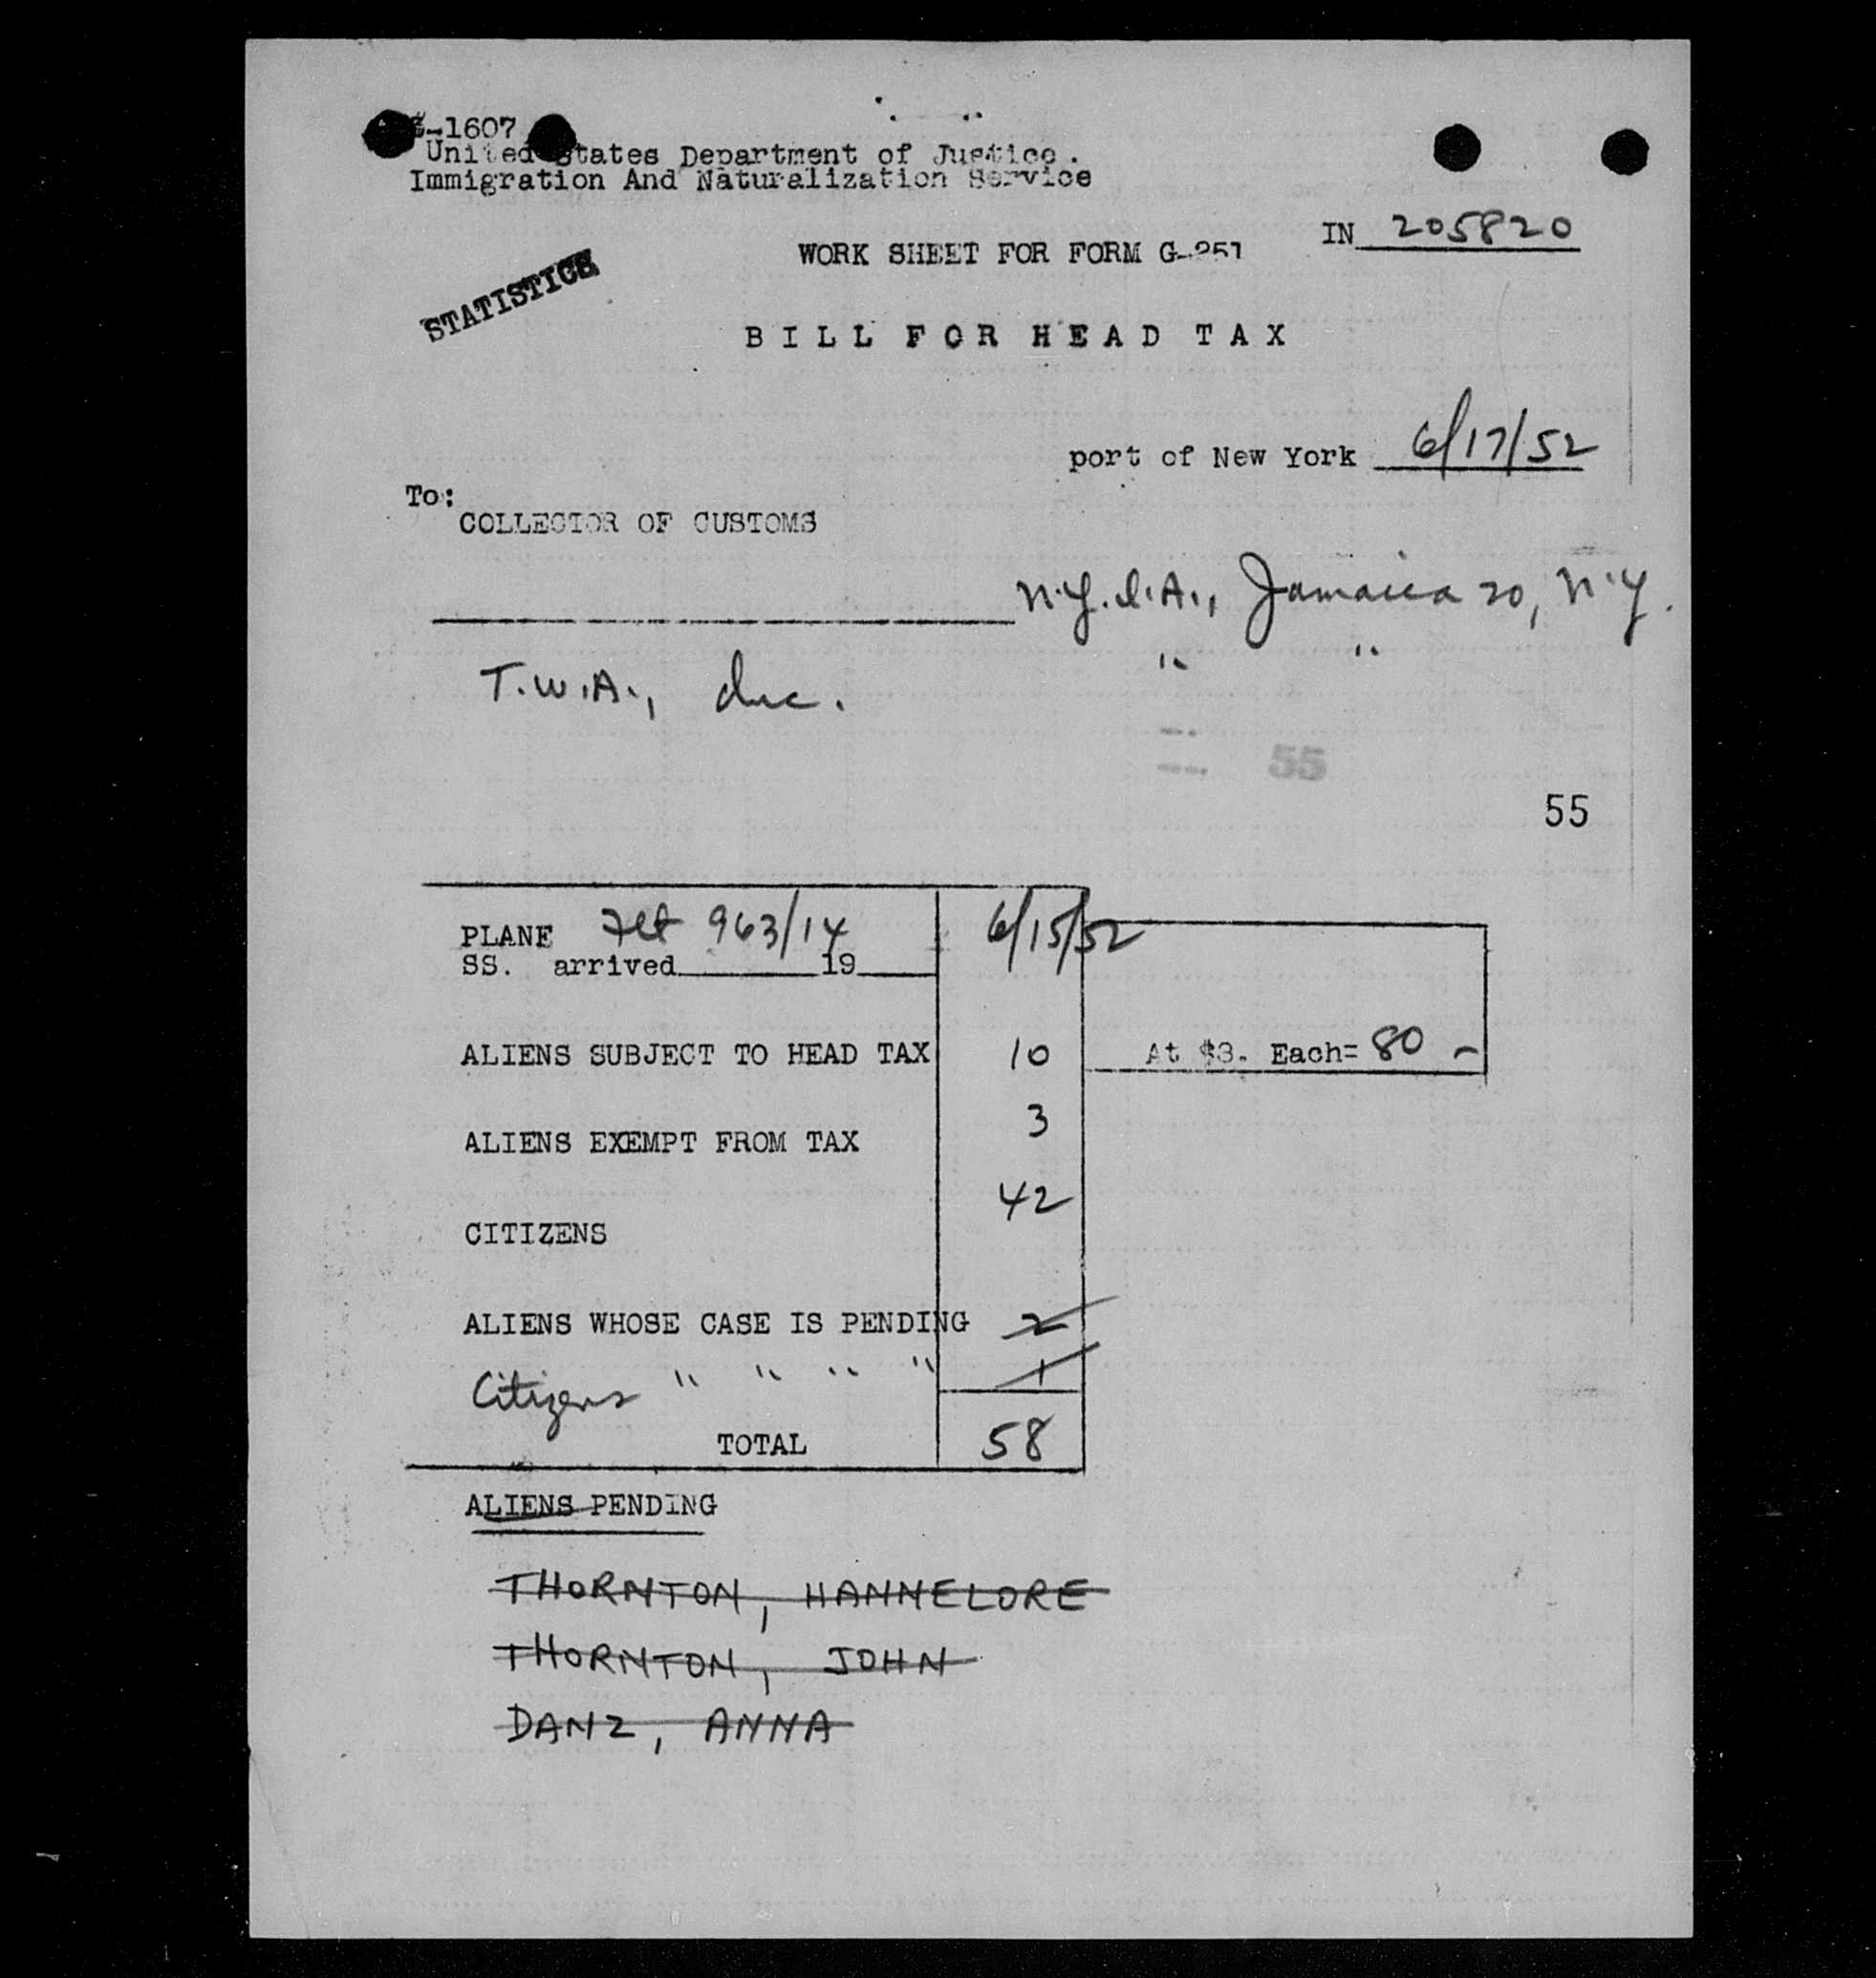 -1607
United States Department of Justice.
Immigration And Naturalization Service
IN 205820
WORK SHEET FOR FORM G-251
STATISTICS
BILL FOR HEAD TAX
port of New York 6/17/52
To:
COLLECTOR OF CUSTOMS
N.Y.I.A., Jamaica 20, N.Y.
T.W.A., Inc. " "
55
55
PLANE Flt 963/14 6/15/52
SS. arrived 19
ALIENS SUBJECT TO HEAD TAX 10 At $8. Each= 80 -
ALIENS EXEMPT FROM TAX 3
CITIZENS 42
ALIENS WHOSE CASE IS PENDING 2
Citizens " " " " 1
TOTAL 58
ALIENS PENDING
THORNTON, HANNELORE
THORNTON, JOHN
DANZ, ANNA